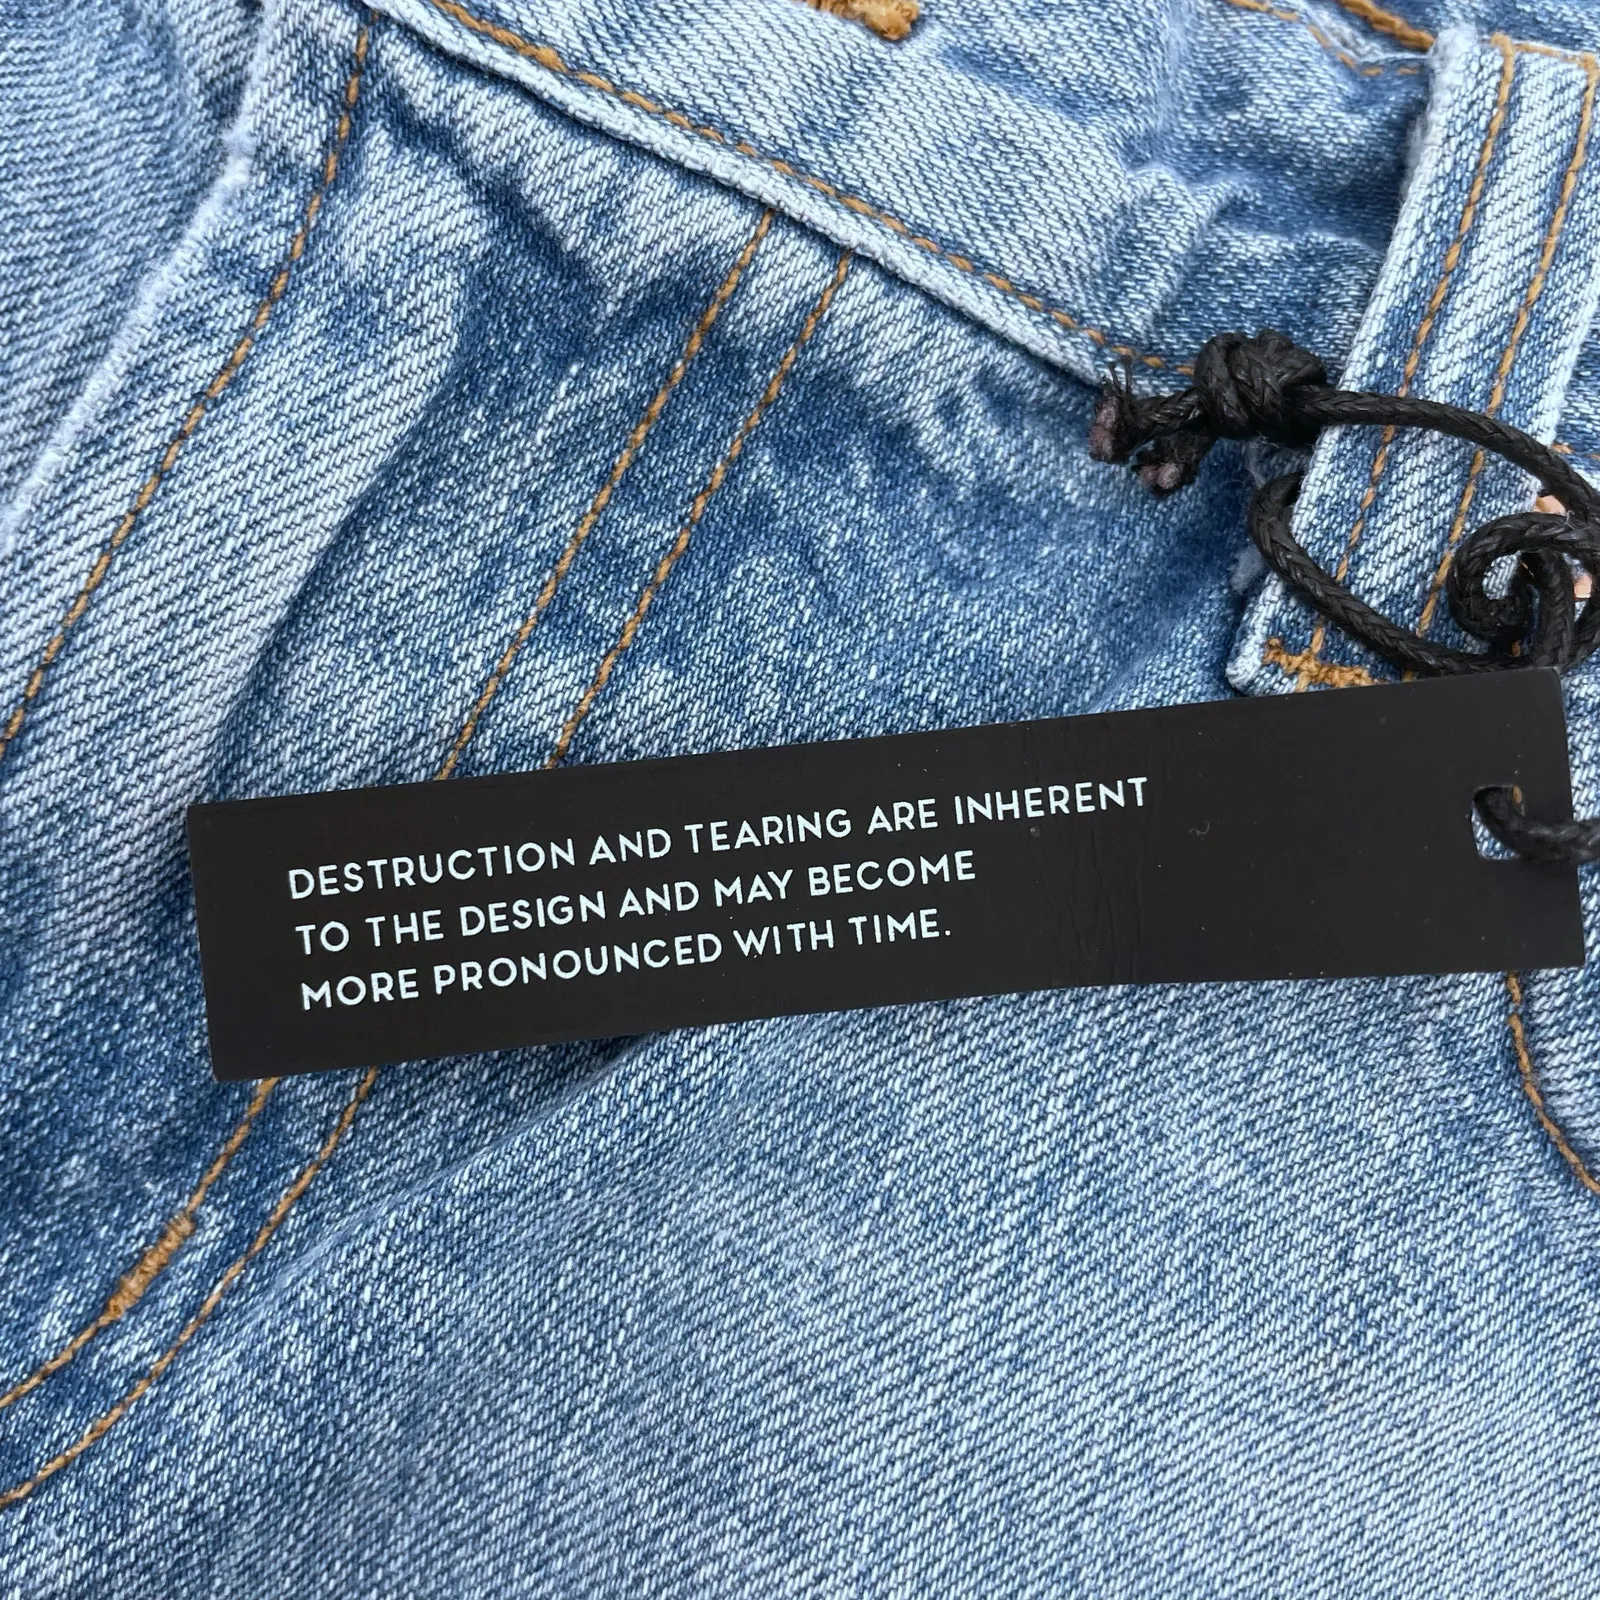 DESTRUCTION AND TEARING ARE INHERENT
TO THE DESIGN AND MAY BECOME
MORE PRONOUNCED WITH TIME.